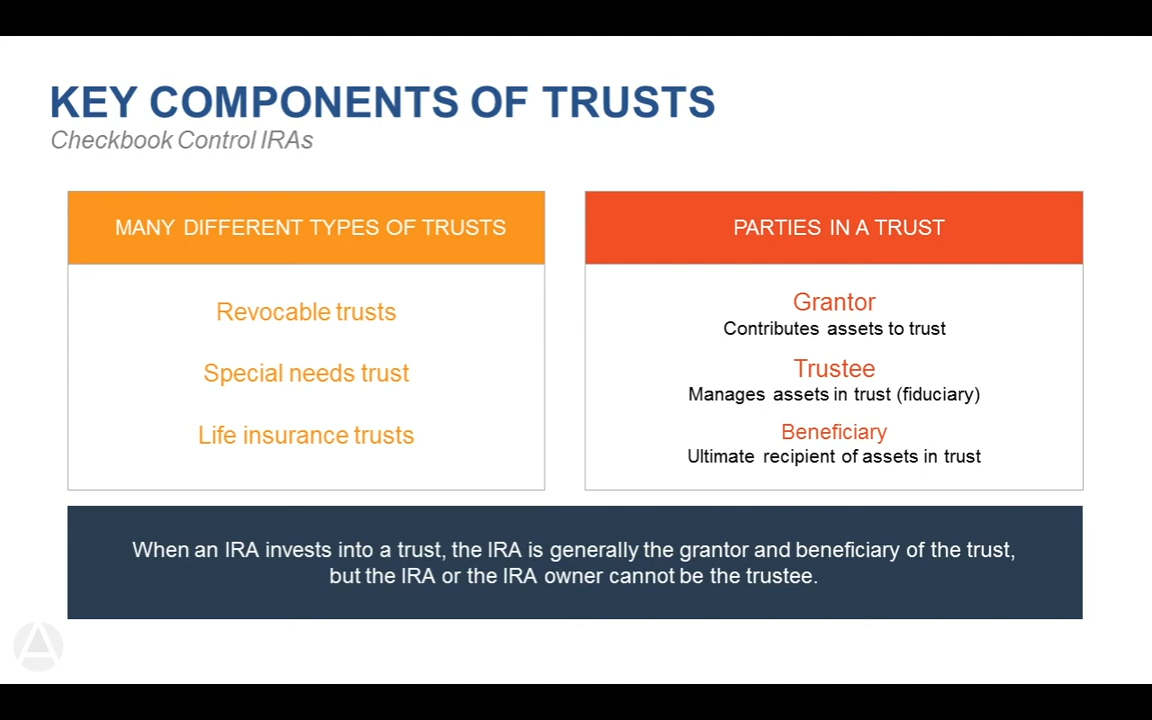 KEY COMPONENTS OF TRUSTS
Checkbook Control IRAs
MANY DIFFERENT TYPES OF TRUSTS
Revocable trusts
Special needs trust
Life insurance trusts
PARTIES IN A TRUST
Grantor
Contributes assets to trust
Trustee
Manages assets in trust (fiduciary)
Beneficiary
Ultimate recipient of assets in trust
When an IRA invests into a trust, the IRA is generally the grantor and beneficiary of the trust,
but the IRA or the IRA owner cannot be the trustee.